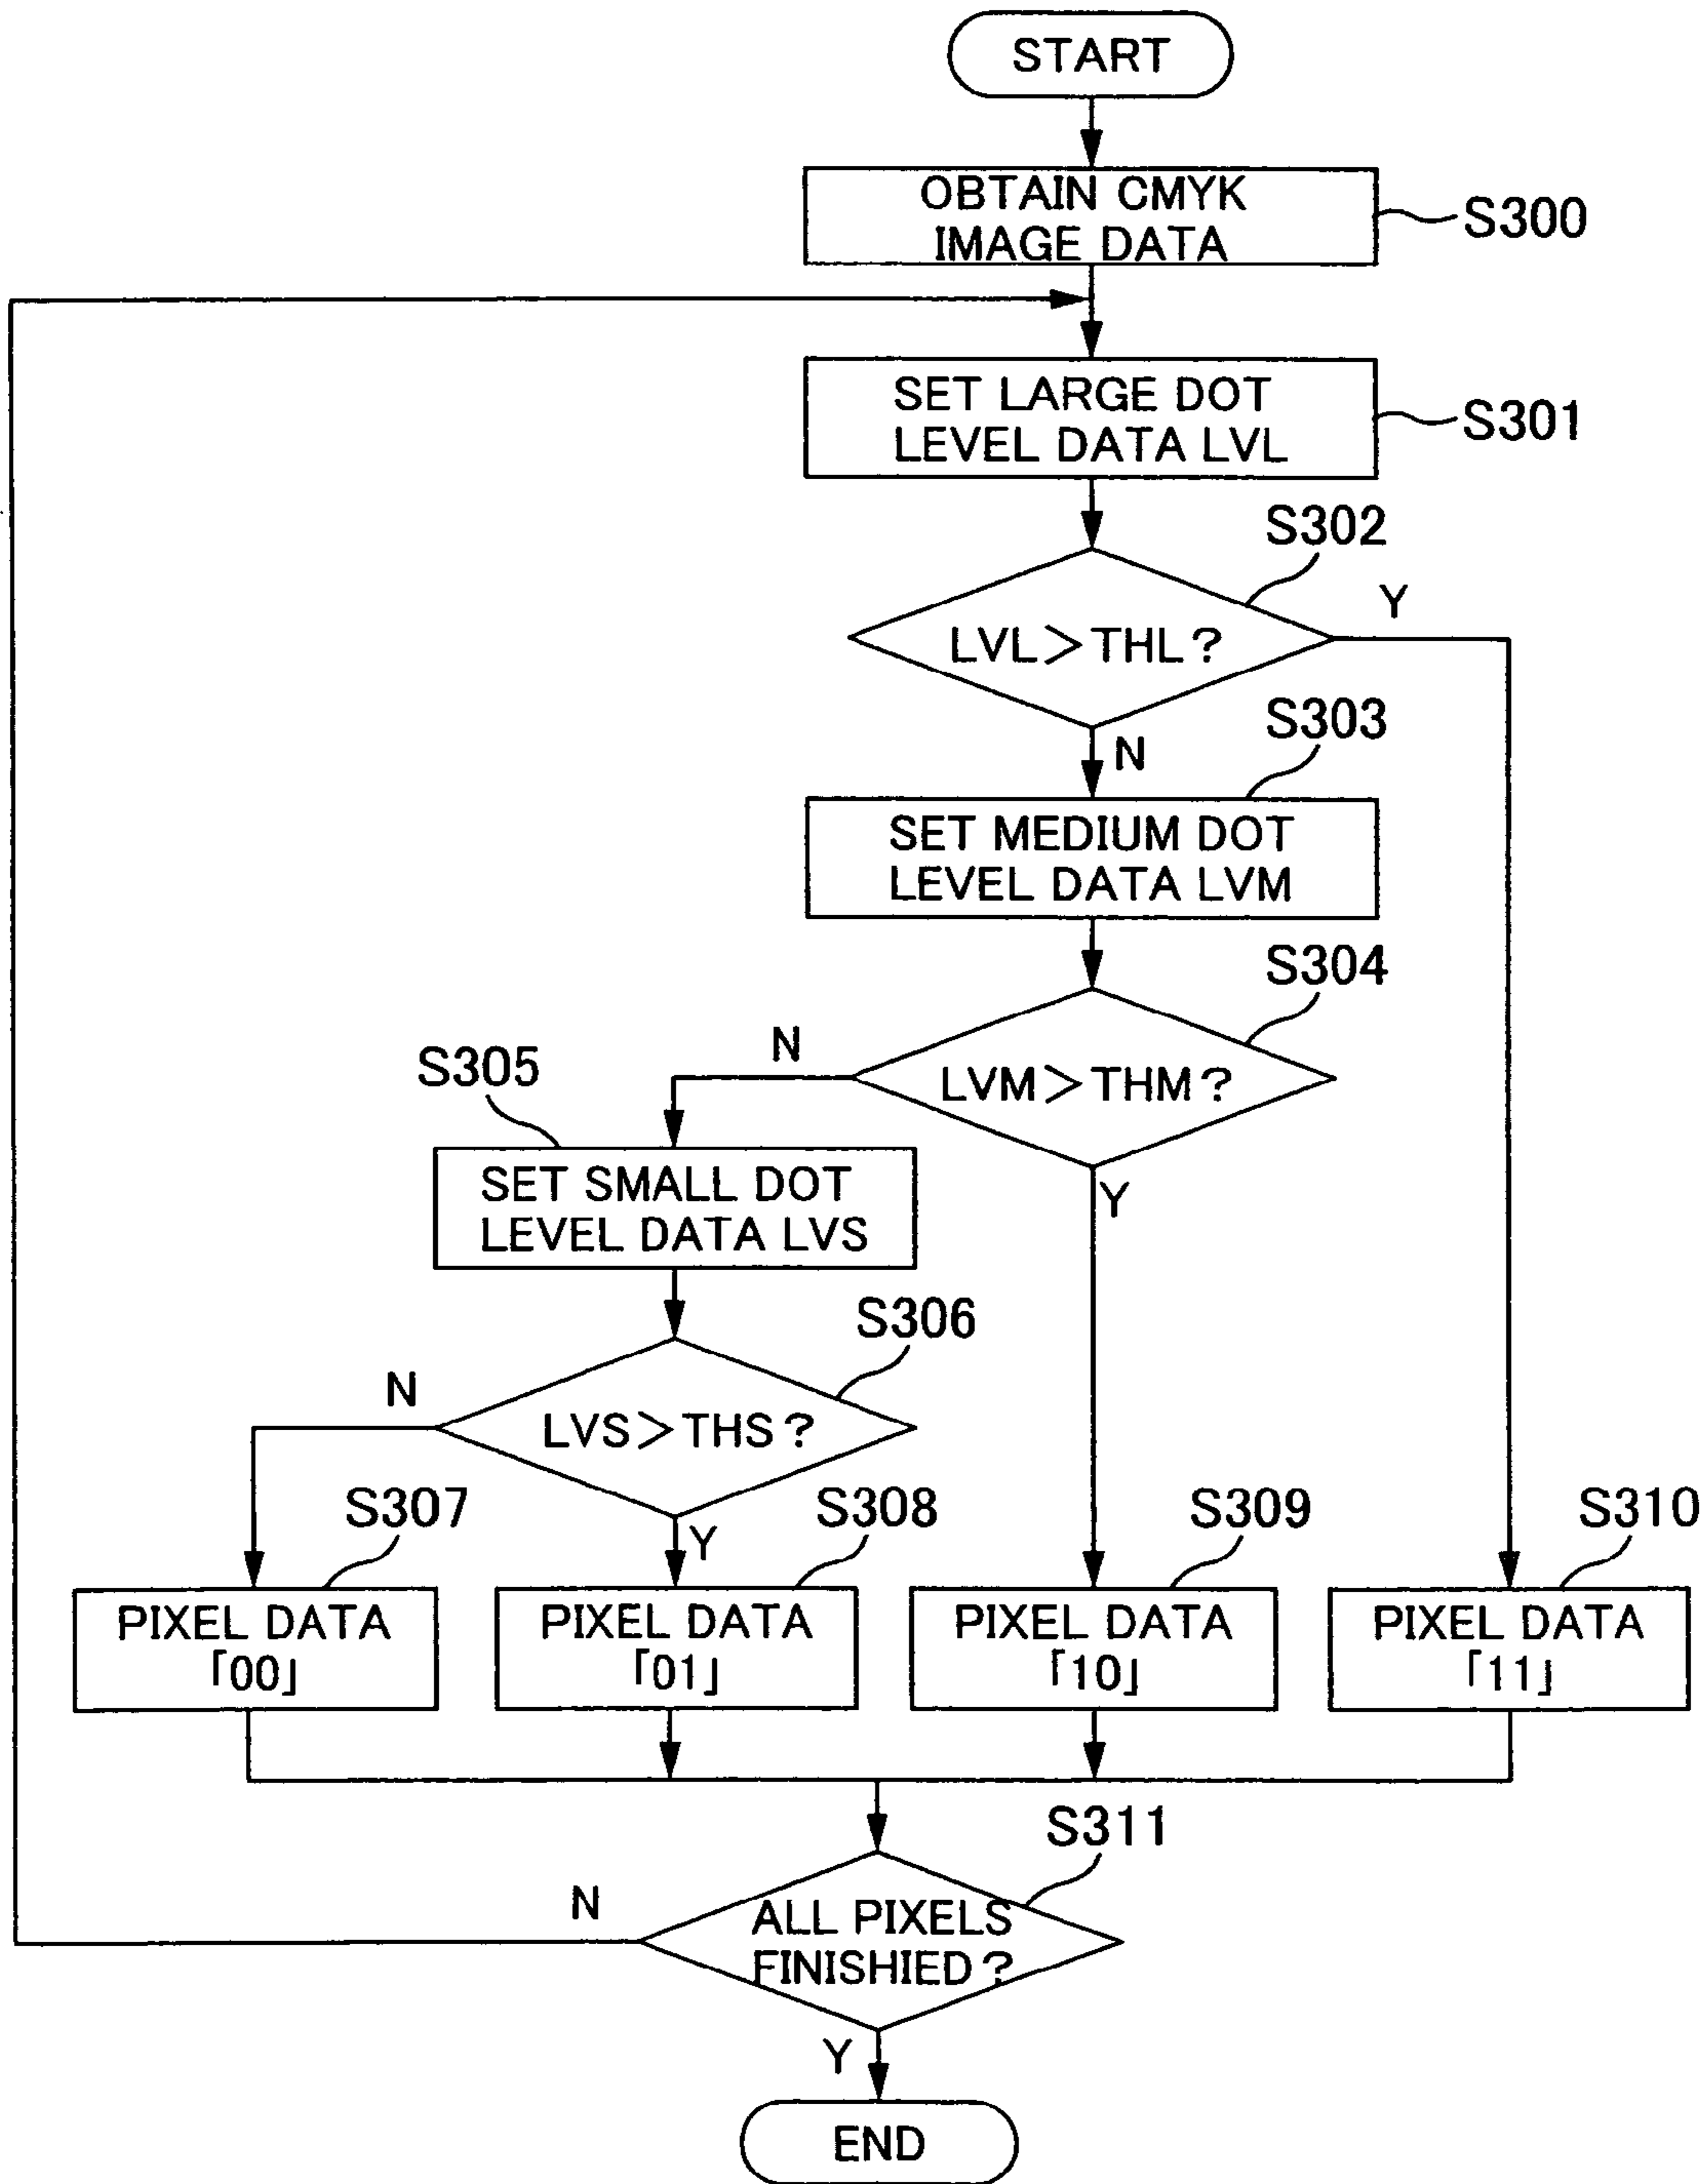 START
OBTAIN CMYK
IMAGE DATA
S300
SET LARGE DOT
LEVEL DATA LVL
S301
S302
LVL＞THL？
Y
N
S303
SET MEDIUM DOT
LEVEL DATA LVM
S304
LVM＞THM？
N
Y
S305
SET SMALL DOT
LEVEL DATA LVS
S306
LVS＞THS？
N
Y
S307
PIXEL DATA
「00」
S308
PIXEL DATA
「01」
S309
PIXEL DATA
「10」
S310
PIXEL DATA
「11」
S311
ALL PIXELS
FINISHIED？
N
Y
END